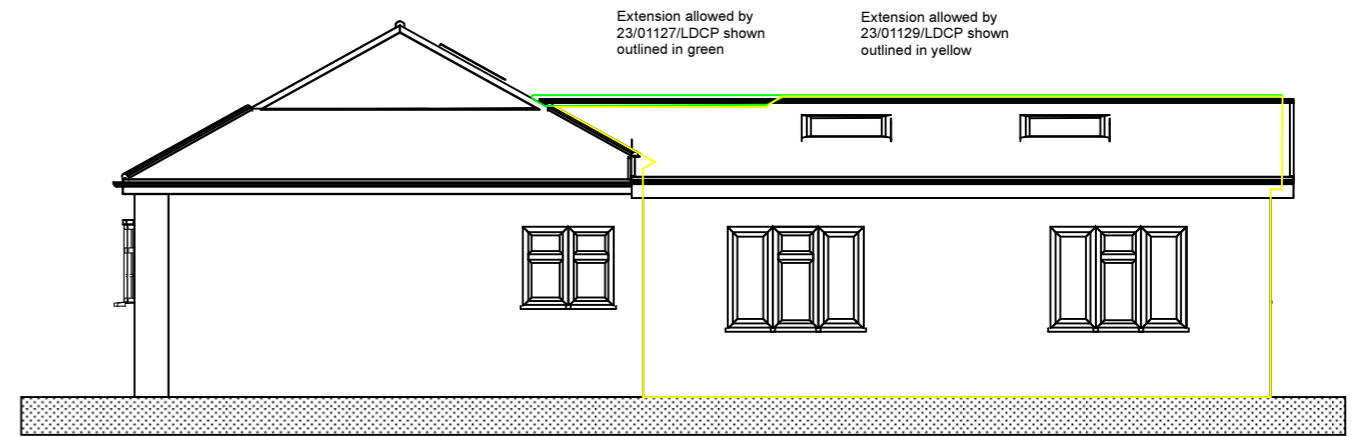 Extension allowed by
23/01127/LDCP shown
outlined in green
Extension allowed by
23/01129/LDCP shown
outlined in yellow